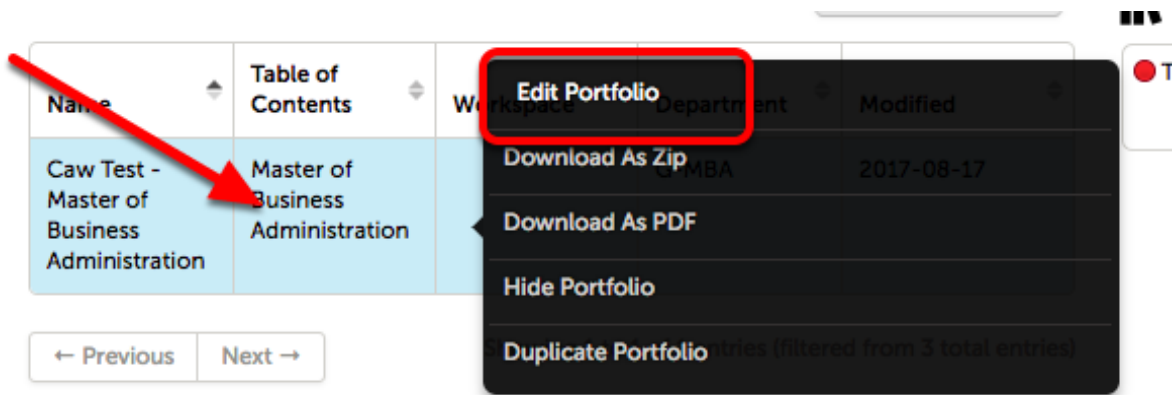 Name
Table of
Contents
Workspace
Department
Modified
Caw Test -
Master of
Business
Administration
Master of
Business
Administration
G-MBA
2017-08-17
Edit Portfolio
Download As Zip
Download As PDF
Hide Portfolio
Duplicate Portfolio
← Previous
Next →
entries (filtered from 3 total entries)
T